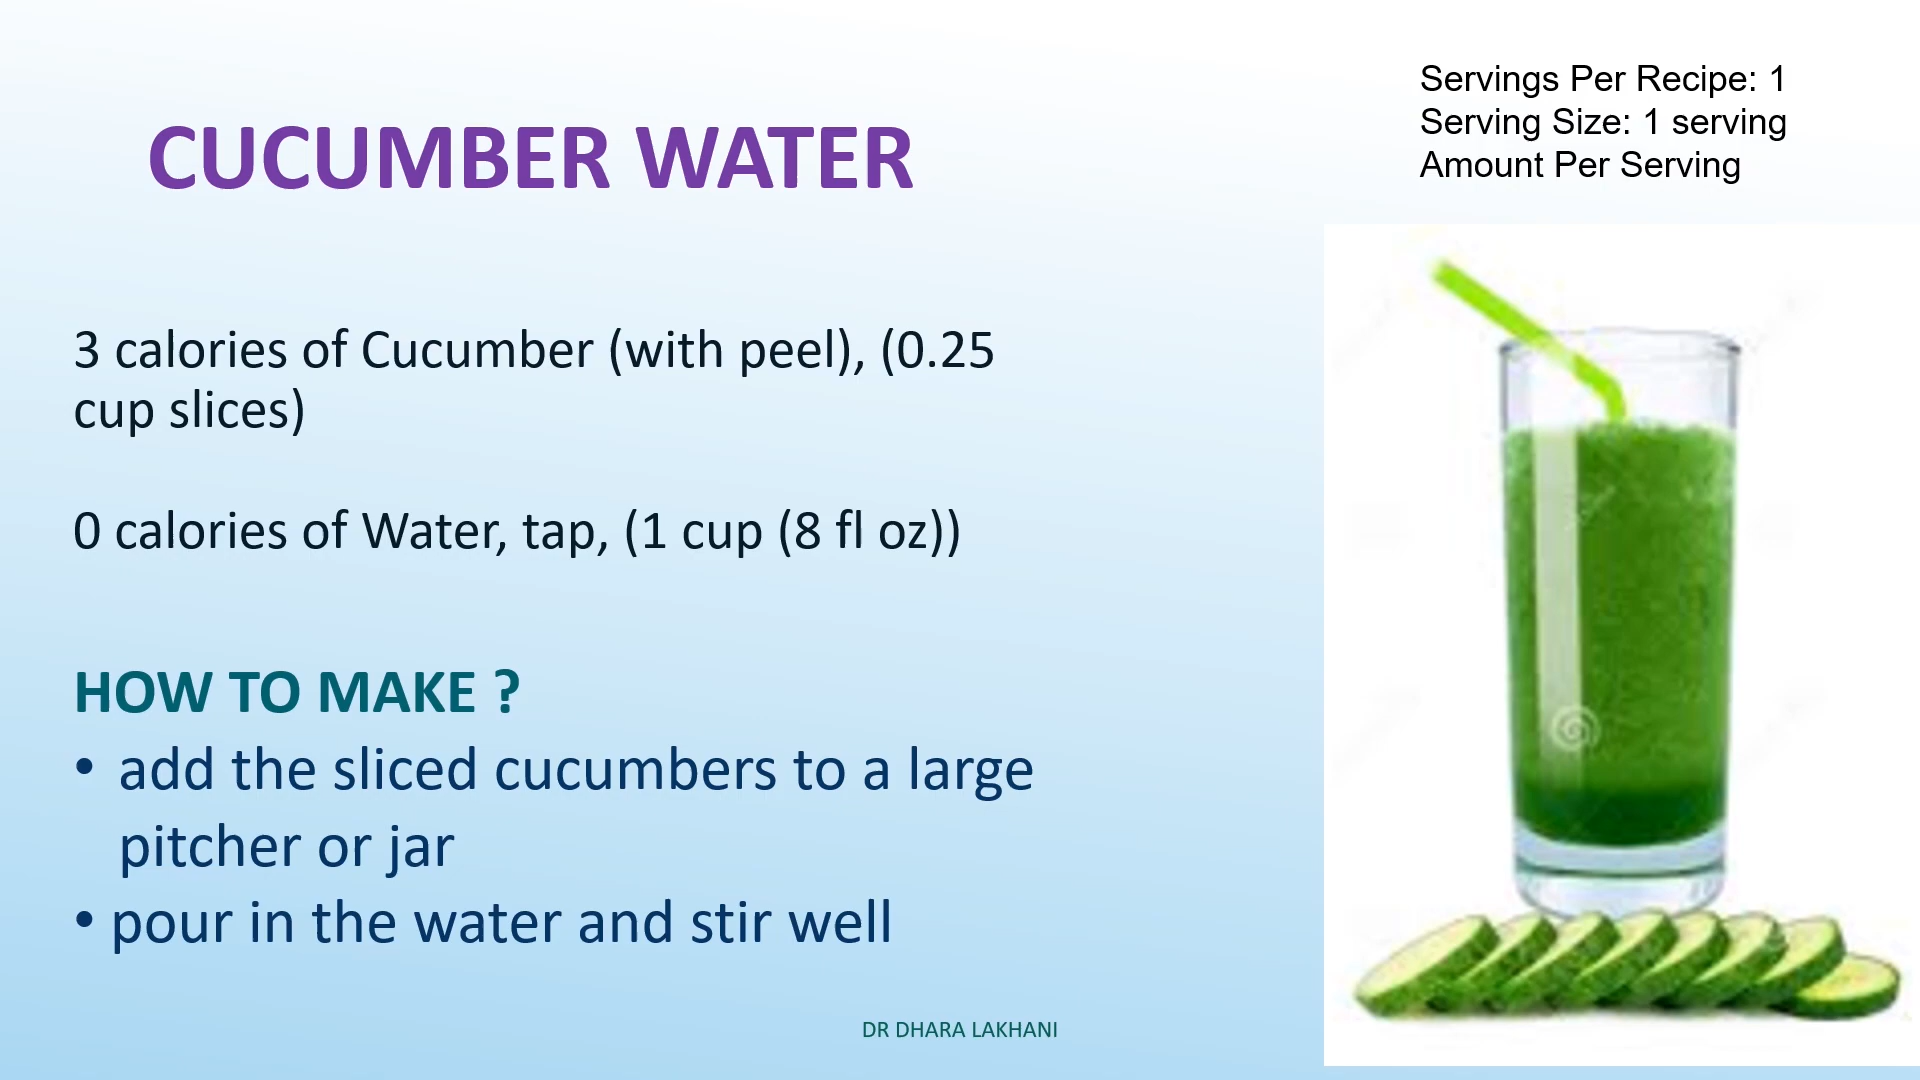 CUCUMBER WATER
Servings Per Recipe: 1
Serving Size: 1 serving
Amount Per Serving
3 calories of Cucumber (with peel), (0.25
cup slices)
0 calories of Water, tap, (1 cup (8 fl oz))
HOW TO MAKE ?
• add the sliced cucumbers to a large
pitcher or jar
• pour in the water and stir well
DR DHARA LAKHANI